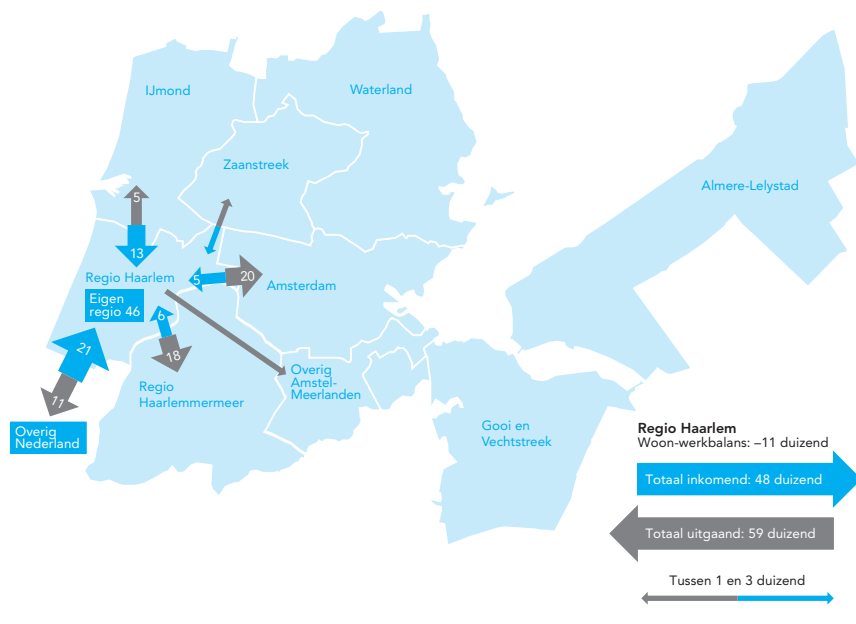 IJmond
Waterland
Zaanstreek
Almere-Lelystad
5
13
Regio Haarlem
Eigen
regio 46
5
20
Amsterdam
6
18
21
11
Overig
Nederland
Regio
Haarlemmermeer
Overig
Amstel-
Meerlanden
Gooi en
Vechtstreek
Regio Haarlem
Woon-werkbalans: –11 duizend
Totaal inkomend: 48 duizend
Totaal uitgaand: 59 duizend
Tussen 1 en 3 duizend